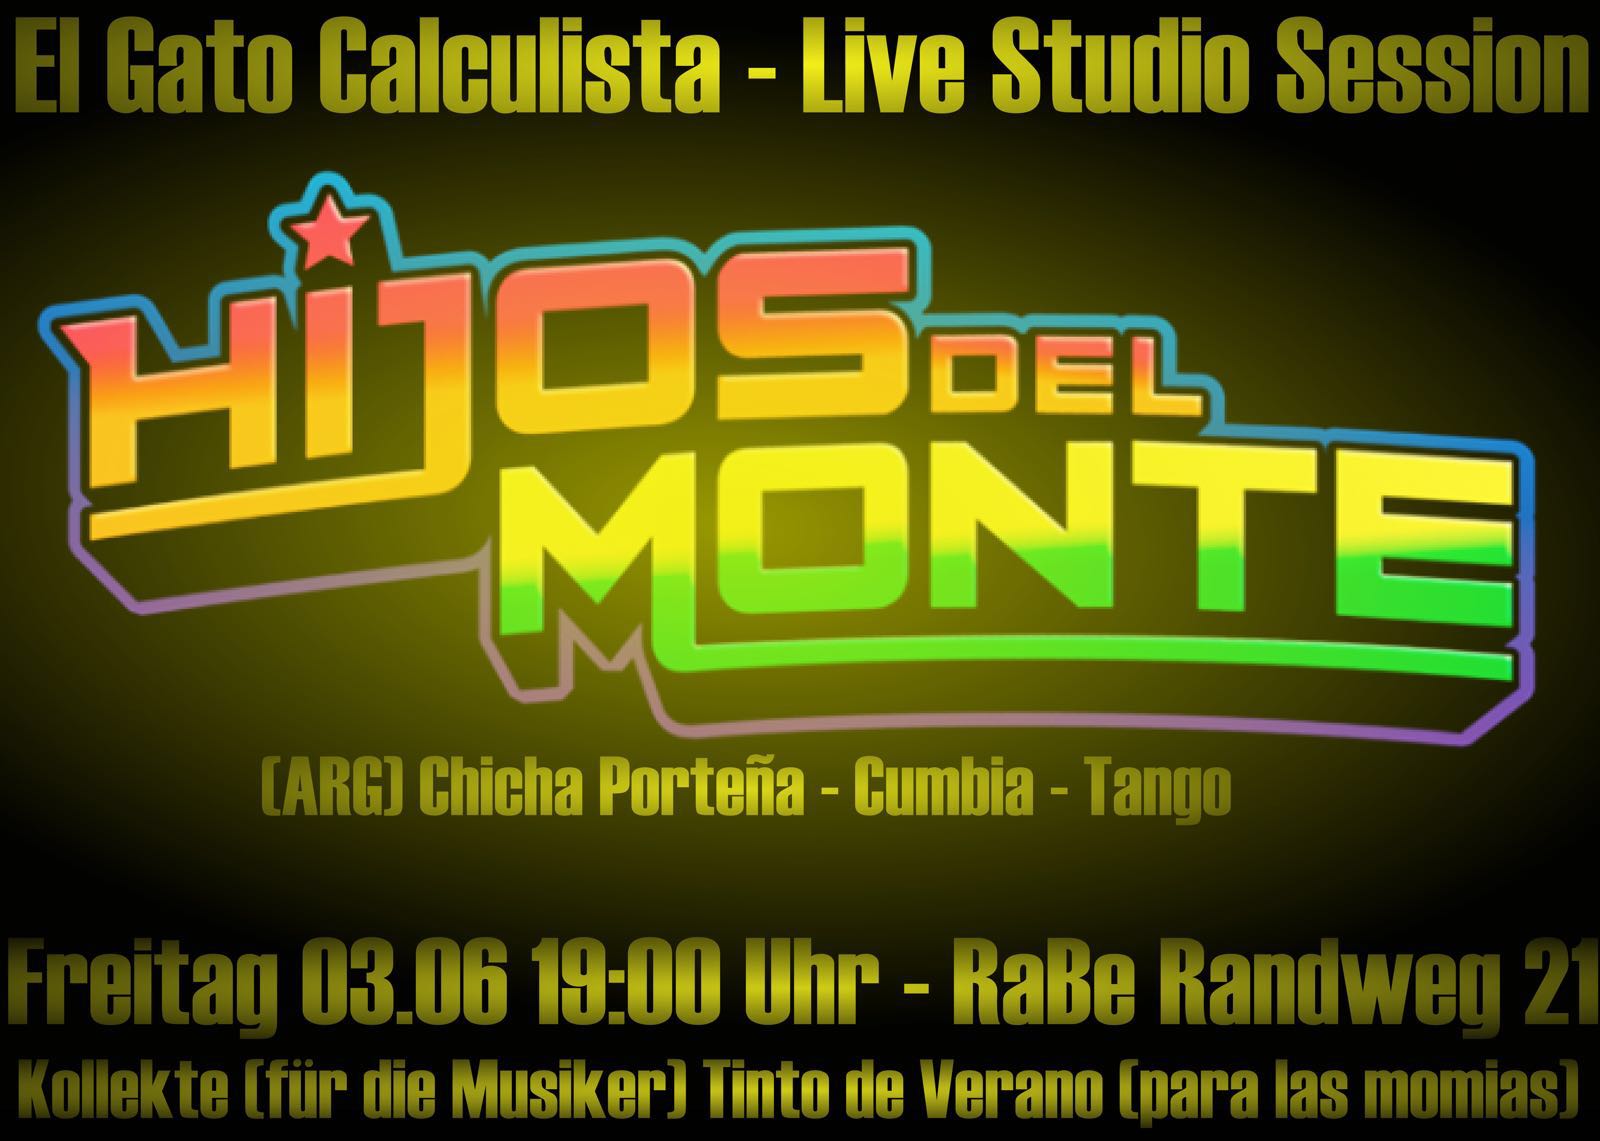 El Gato Calculista - Live Studio Session
HiJOS DEL
MONTE
(ARG) Chicha Porteña - Cumbia - Tango
Freitag 03.06 19:00 Uhr - RaBe Randweg 21
Kollekte (für die Musiker) Tinto de Verano (para las momias)